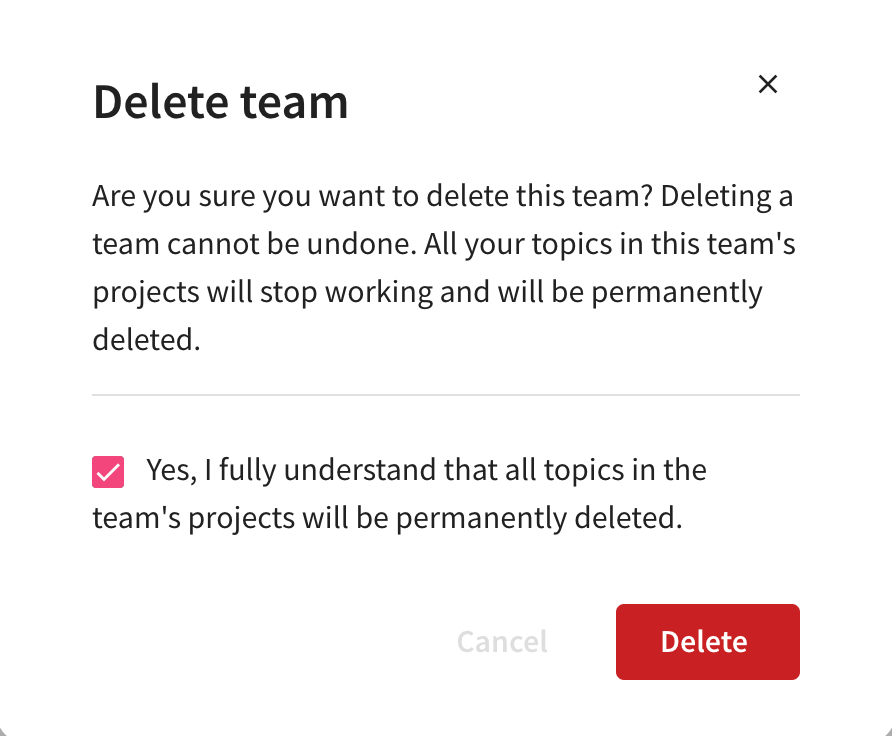 Delete team
Are you sure you want to delete this team? Deleting a
team cannot be undone. All your topics in this team's
projects will stop working and will be permanently
deleted.
Yes, I fully understand that all topics in the
team's projects will be permanently deleted.
Cancel
Delete